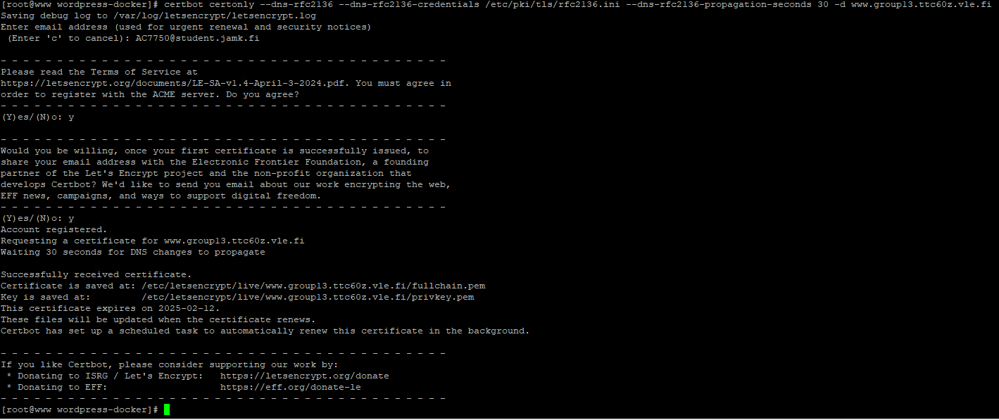 [root@www wordpress-docker]# certbot certonly --dns-rfc2136 --dns-rfc2136-credentials /etc/pki/tls/rfc2136.ini --dns-rfc2136-propagation-seconds 30 -d www.group13.ttc60z.vle.fi
Saving debug log to /var/log/letsencrypt/letsencrypt.log
Enter email address (used for urgent renewal and security notices)
 (Enter 'c' to cancel): AC7750@student.jamk.fi

- - - - - - - - - - - - - - - - - - - - - - - - - - - - - - - - - - - - - - - -
Please read the Terms of Service at
https://letsencrypt.org/documents/LE-SA-v1.4-April-3-2024.pdf. You must agree in
order to register with the ACME server. Do you agree?
- - - - - - - - - - - - - - - - - - - - - - - - - - - - - - - - - - - - - - - -
(Y)es/(N)o: y

- - - - - - - - - - - - - - - - - - - - - - - - - - - - - - - - - - - - - - - -
Would you be willing, once your first certificate is successfully issued, to
share your email address with the Electronic Frontier Foundation, a founding
partner of the Let's Encrypt project and the non-profit organization that
develops Certbot? We'd like to send you email about our work encrypting the web,
EFF news, campaigns, and ways to support digital freedom.
- - - - - - - - - - - - - - - - - - - - - - - - - - - - - - - - - - - - - - - -
(Y)es/(N)o: y
Account registered.
Requesting a certificate for www.group13.ttc60z.vle.fi
Waiting 30 seconds for DNS changes to propagate

Successfully received certificate.
Certificate is saved at: /etc/letsencrypt/live/www.group13.ttc60z.vle.fi/fullchain.pem
Key is saved at:         /etc/letsencrypt/live/www.group13.ttc60z.vle.fi/privkey.pem
This certificate expires on 2025-02-12.
These files will be updated when the certificate renews.
Certbot has set up a scheduled task to automatically renew this certificate in the background.

- - - - - - - - - - - - - - - - - - - - - - - - - - - - - - - - - - - - - - - -
If you like Certbot, please consider supporting our work by:
 * Donating to ISRG / Let's Encrypt:   https://letsencrypt.org/donate
 * Donating to EFF:                    https://eff.org/donate-le
- - - - - - - - - - - - - - - - - - - - - - - - - - - - - - - - - - - - - - - -
[root@www wordpress-docker]#